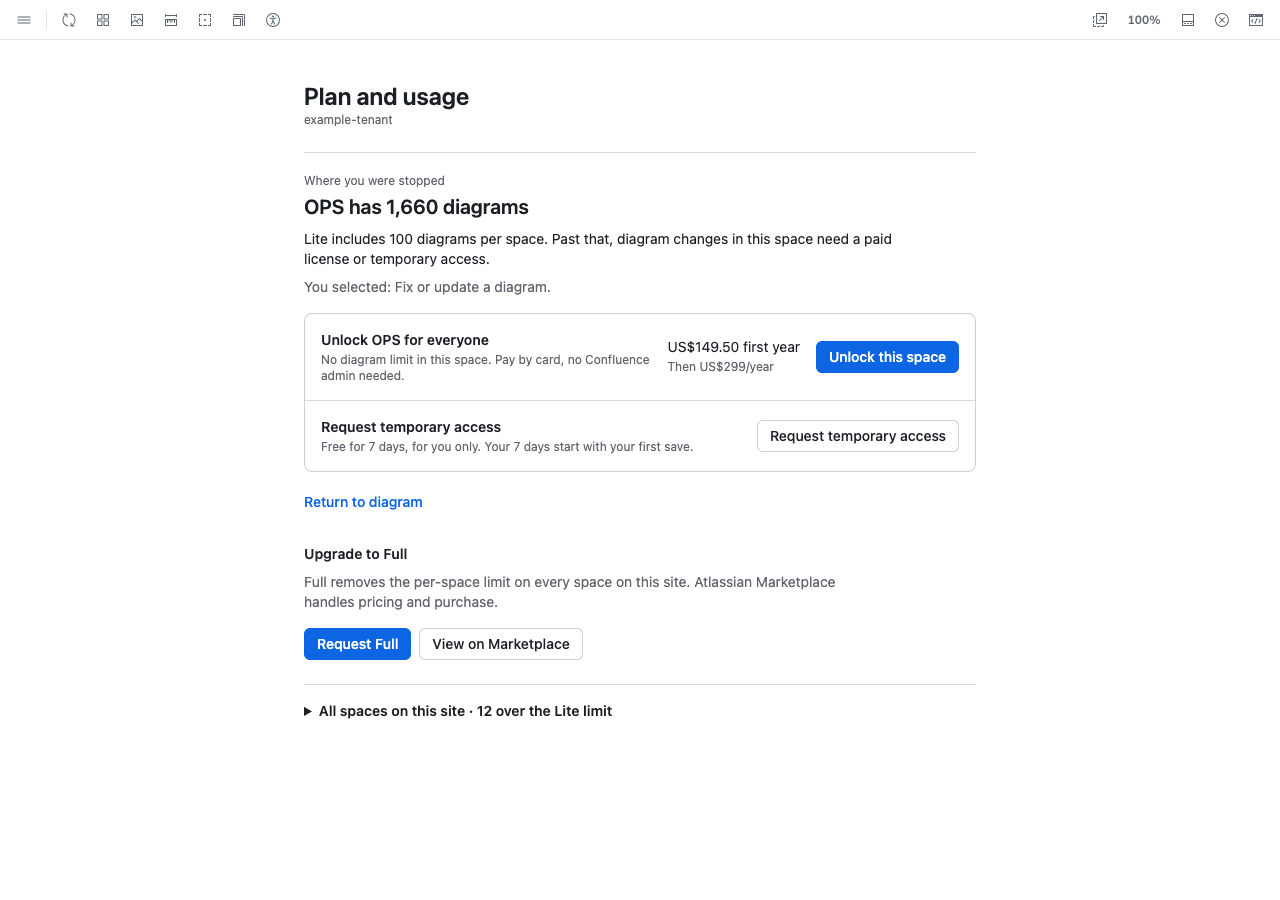 100%
Plan and usage
example-tenant
Where you were stopped
OPS has 1,660 diagrams
Lite includes 100 diagrams per space. Past that, diagram changes in this space need a paid
license or temporary access.
You selected: Fix or update a diagram.
Unlock OPS for everyone
No diagram limit in this space. Pay by card, no Confluence
admin needed.
US$149.50 first year
Then US$299/year
Unlock this space
Request temporary access
Free for 7 days, for you only. Your 7 days start with your first save.
Request temporary access
Return to diagram
Upgrade to Full
Full removes the per-space limit on every space on this site. Atlassian Marketplace
handles pricing and purchase.
Request Full
View on Marketplace
All spaces on this site · 12 over the Lite limit